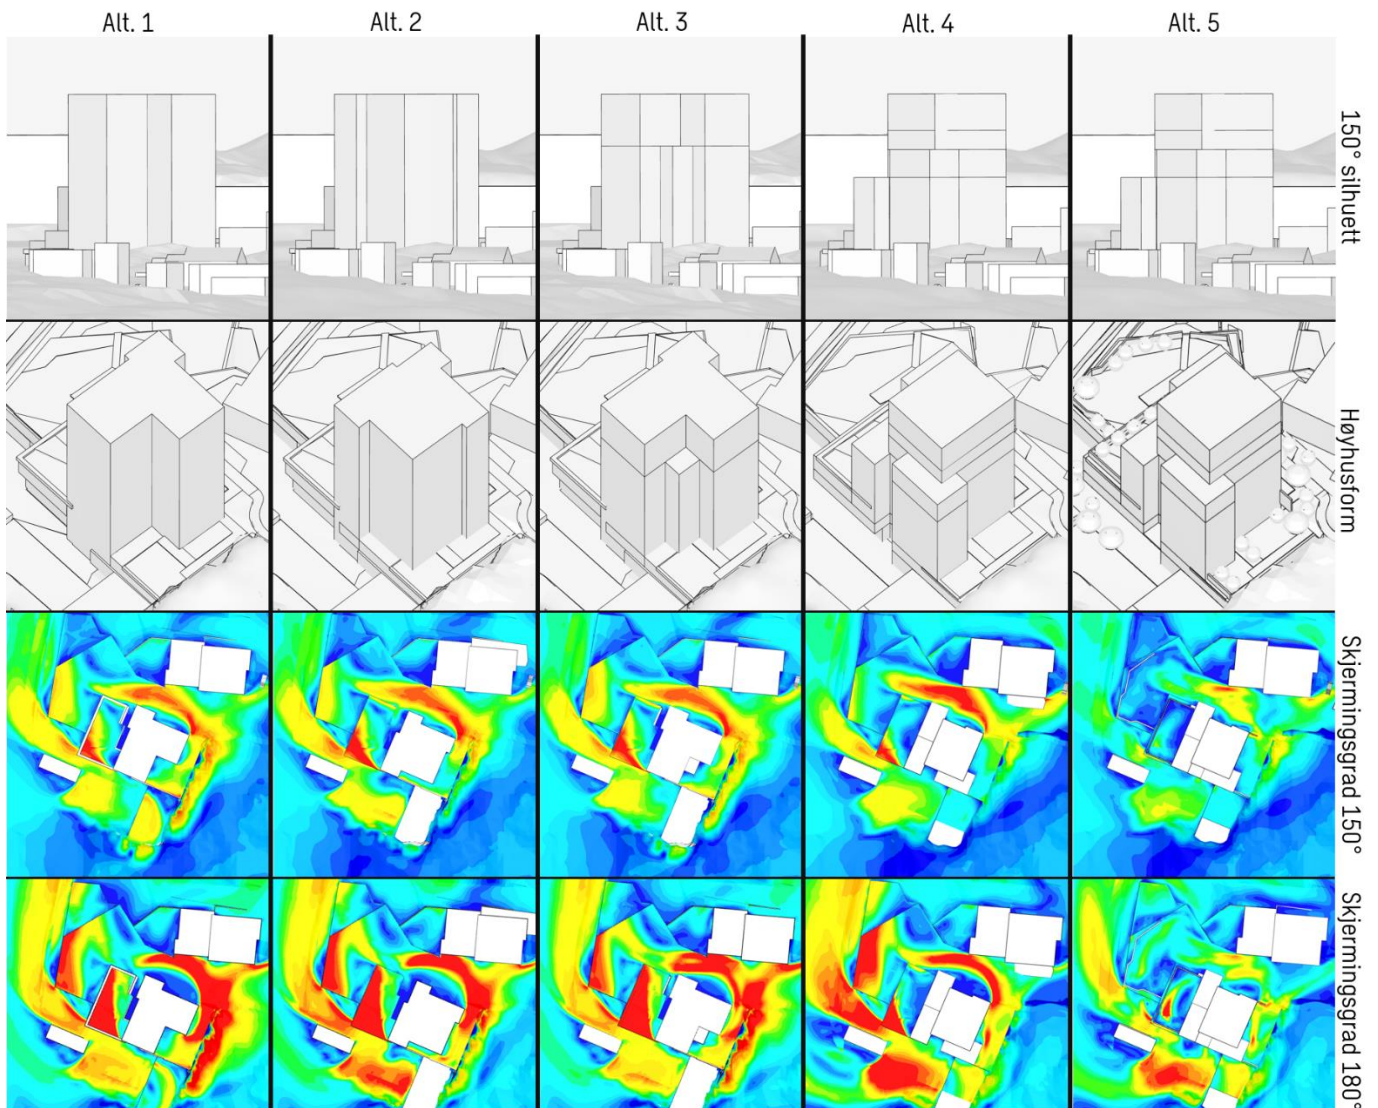 Alt. 1
Alt. 2
Alt. 3
Alt. 4
Alt. 5
150° silhuett
Høyhusform
Skjermingsgrad 150°
Skjermingsgrad 180°